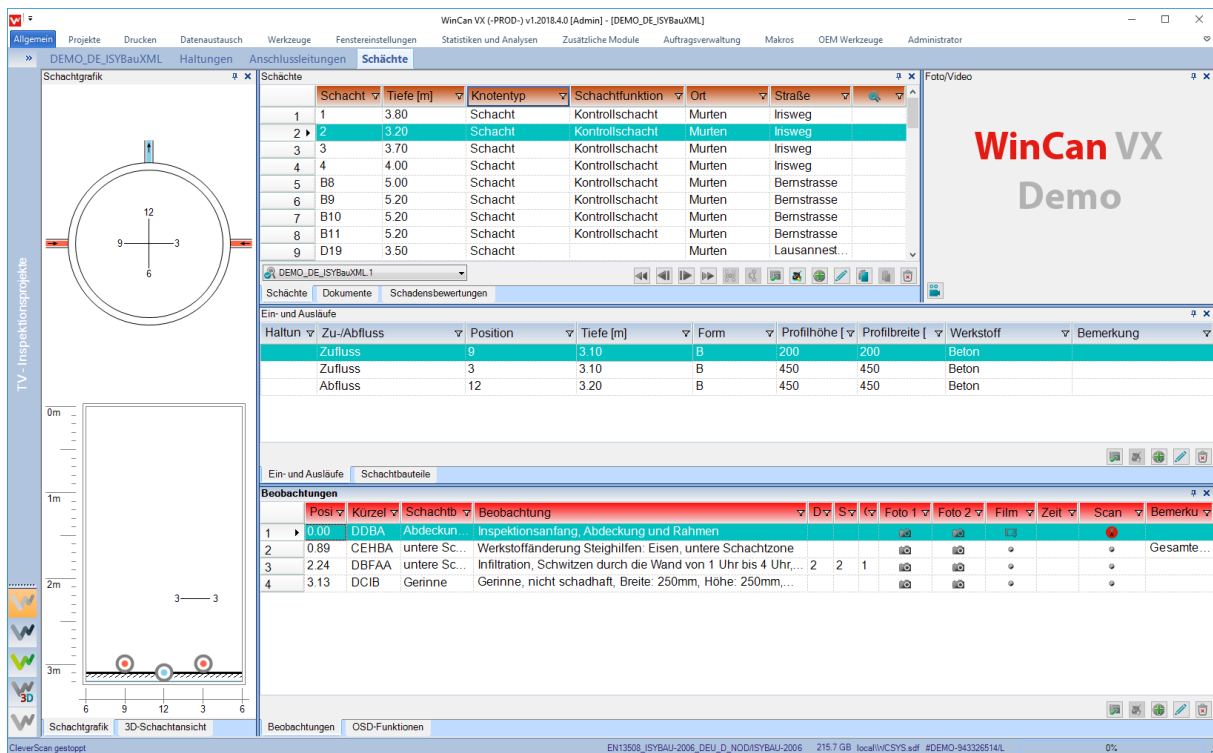 WinCan VX (-PROD-) v1.2018.4.0 [Admin] - [DEMO_DE_ISYBauXML]
Allgemein Projekte Drucken Datenaustausch Werkzeuge Fenstereinstellungen Statistiken und Analysen Zusätzliche Module Auftragsverwaltung Makros OEM Werkzeuge Administrator
» DEMO_DE_ISYBauXML Haltungen Anschlussleitungen Schächte
TV - Inspektionsprojekte
Schachtgrafik
12
9 3
6
0m
1m
2m
3 3
3m
6 9 12 3 6
Schachtgrafik 3D-Schachtansicht
Schächte
Schacht Tiefe [m] Knotentyp Schachtfunktion Ort Straße
1 1 3.80 Schacht Kontrollschacht Murten Irisweg
2 2 3.20 Schacht Kontrollschacht Murten Irisweg
3 3 3.70 Schacht Kontrollschacht Murten Irisweg
4 4 4.00 Schacht Kontrollschacht Murten Irisweg
5 B8 5.00 Schacht Kontrollschacht Murten Bernstrasse
6 B9 5.20 Schacht Kontrollschacht Murten Bernstrasse
7 B10 5.20 Schacht Kontrollschacht Murten Bernstrasse
8 B11 5.20 Schacht Kontrollschacht Murten Bernstrasse
9 D19 3.50 Schacht Murten Lausannest...
DEMO_DE_ISYBauXML.1
Schächte Dokumente Schadensbewertungen
Foto/Video
WinCan VX
Demo
Ein- und Ausläufe
Haltun Zu-/Abfluss Position Tiefe [m] Form Profilhöhe [ Profilbreite [ Werkstoff Bemerkung
Zufluss 9 3.10 B 200 200 Beton
Zufluss 3 3.10 B 450 450 Beton
Abfluss 12 3.20 B 450 450 Beton
Ein- und Ausläufe Schachtbauteile
Beobachtungen
Posi Kürzel Schachtb Beobachtung D S ( Foto 1 Foto 2 Film Zeit Scan Bemerku
1 0.00 DDBA Abdeckun... Inspektionsanfang, Abdeckung und Rahmen
2 0.89 CEHBA untere Sc... Werkstoffänderung Steighilfen: Eisen, untere Schachtzone Gesamte...
3 2.24 DBFAA untere Sc... Infiltration, Schwitzen durch die Wand von 1 Uhr bis 4 Uhr,... 2 2 1
4 3.13 DCIB Gerinne Gerinne, nicht schadhaft, Breite: 250mm, Höhe: 250mm,...
Beobachtungen OSD-Funktionen
3D
CleverScan gestoppt EN13508_ISYBAU-2006_DEU_D_NOD/ISYBAU-2006 215.7 GB local\\VCSYS.sdf #DEMO-943326514/L 0%